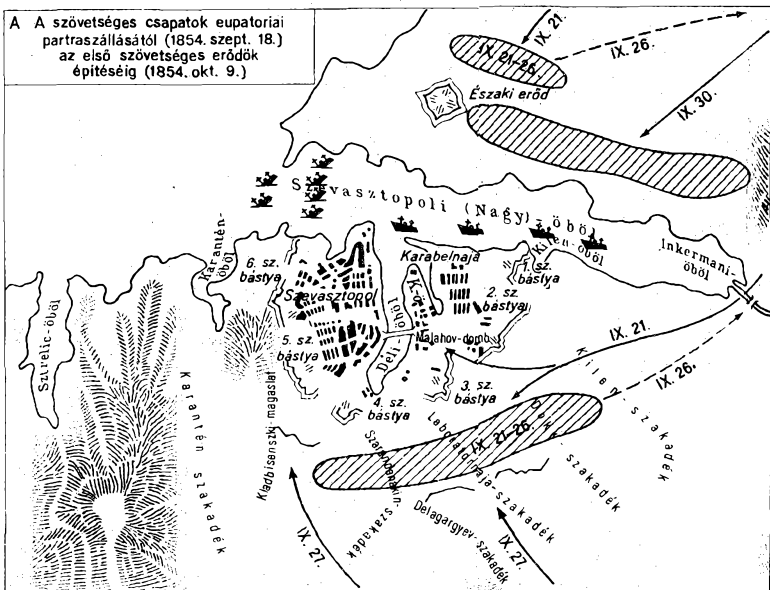 A A szövetséges csapatok eupatoriai
partraszállásától (1854. szept. 18.)
az első szövetséges erődök
építéséig (1854. okt. 9.)
IX. 21.
IX. 26.
IX. 21-26.
Északi erőd
IX. 30.
Szevasztopoli (Nagy)-öböl
Karantén-
öböl
Karabelnaja
Kilen-öböl
Inkermani-
öböl
6. sz.
bástya
1. sz.
bástya
Szevasztopol
2. sz.
bástya
Sztrelic-öböl
Déli-öböl
Malahov-domb
IX. 21.
5. sz.
bástya
3. sz.
bástya
4. sz.
bástya
IX. 26.
Karantén szakadék
Kladbisenszki-magaslat
IX. 21-26.
Kilen-szakadék
Laboratornaja-szakadék
szakadék
szakadék
Delagargyev-szakadék
IX. 27.
IX. 27.